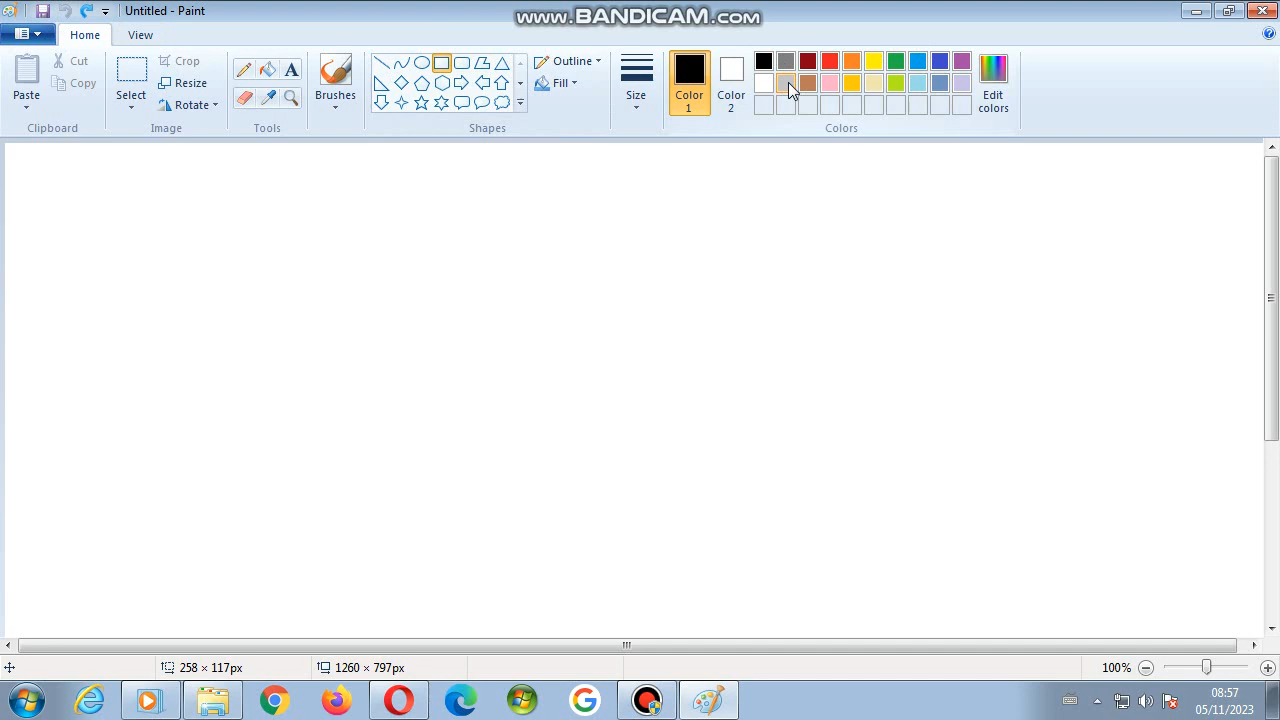 Untitled - Paint
www.BANDICAM.com
Home
View
Paste
Cut
Copy
Clipboard
Select
Crop
Resize
Rotate
Image
A
Tools
Brushes
Outline
Fill
Shapes
Size
Color 1
Color 2
Edit colors
Colors
258 × 117px
1260 × 797px
100%
08:57
05/11/2023